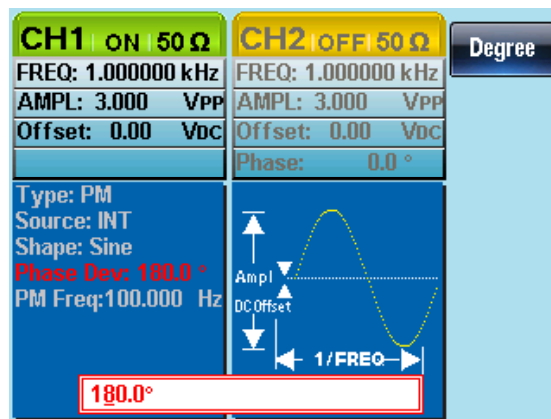 CH1 ON 50 Ω
FREQ: 1.000000 kHz
AMPL: 3.000 VPP
Offset: 0.00 VDC
CH2 OFF 50 Ω
FREQ: 1.000000 kHz
AMPL: 3.000 VPP
Offset: 0.00 VDC
Phase: 0.0 °
Degree
Type: PM
Source: INT
Shape: Sine
Phase Dev: 180.0 °
PM Freq:100.000 Hz
Ampl
DC Offset
1/FREQ
180.0°